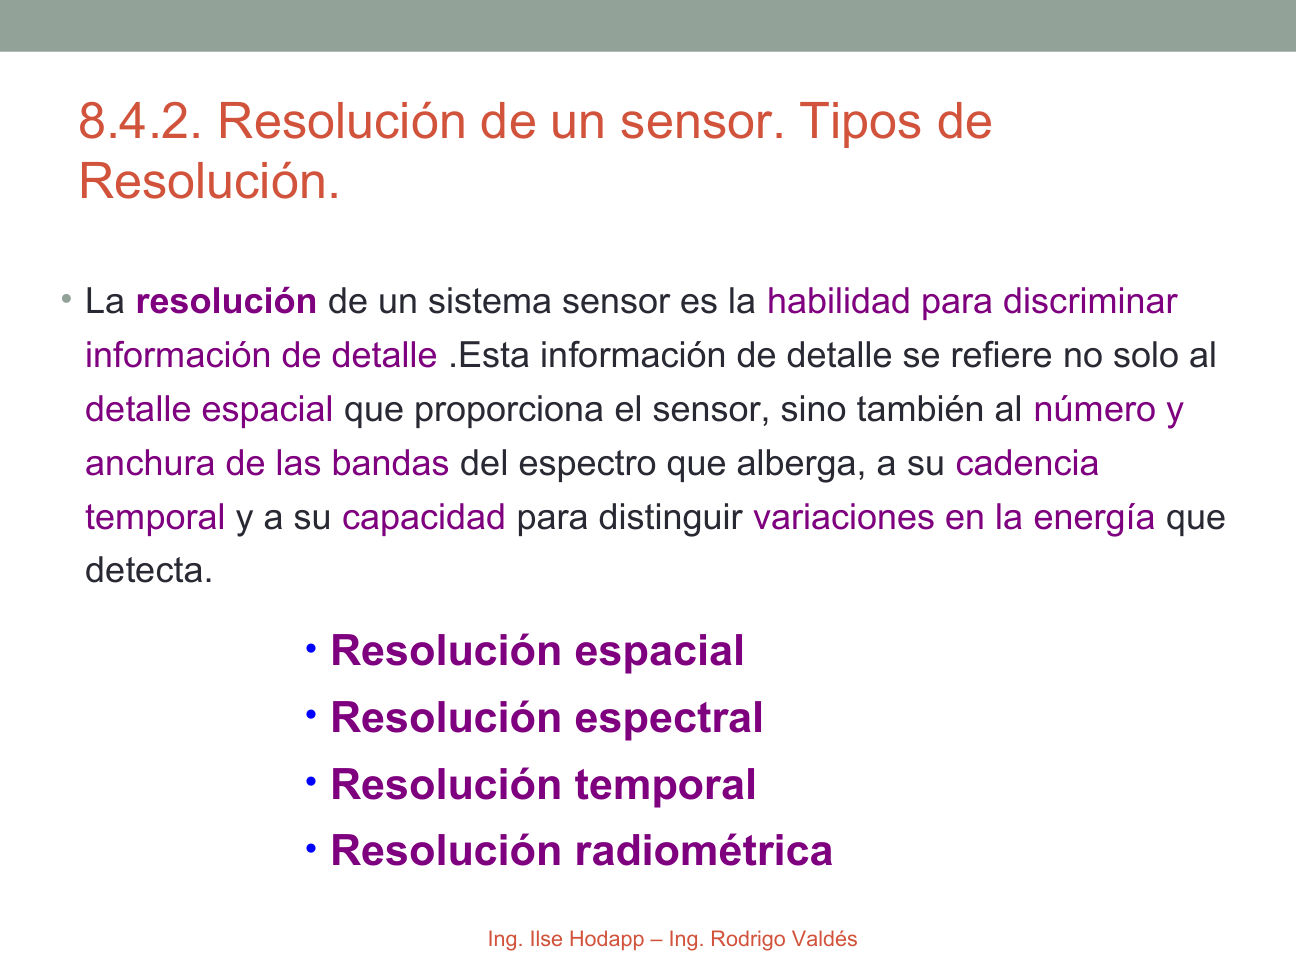 8.4.2. Resolución de un sensor. Tipos de
Resolución.
• La resolución de un sistema sensor es la habilidad para discriminar
información de detalle .Esta información de detalle se refiere no solo al
detalle espacial que proporciona el sensor, sino también al número y
anchura de las bandas del espectro que alberga, a su cadencia
temporal y a su capacidad para distinguir variaciones en la energía que
detecta.
• Resolución espacial
• Resolución espectral
• Resolución temporal
• Resolución radiométrica
Ing. Ilse Hodapp – Ing. Rodrigo Valdés